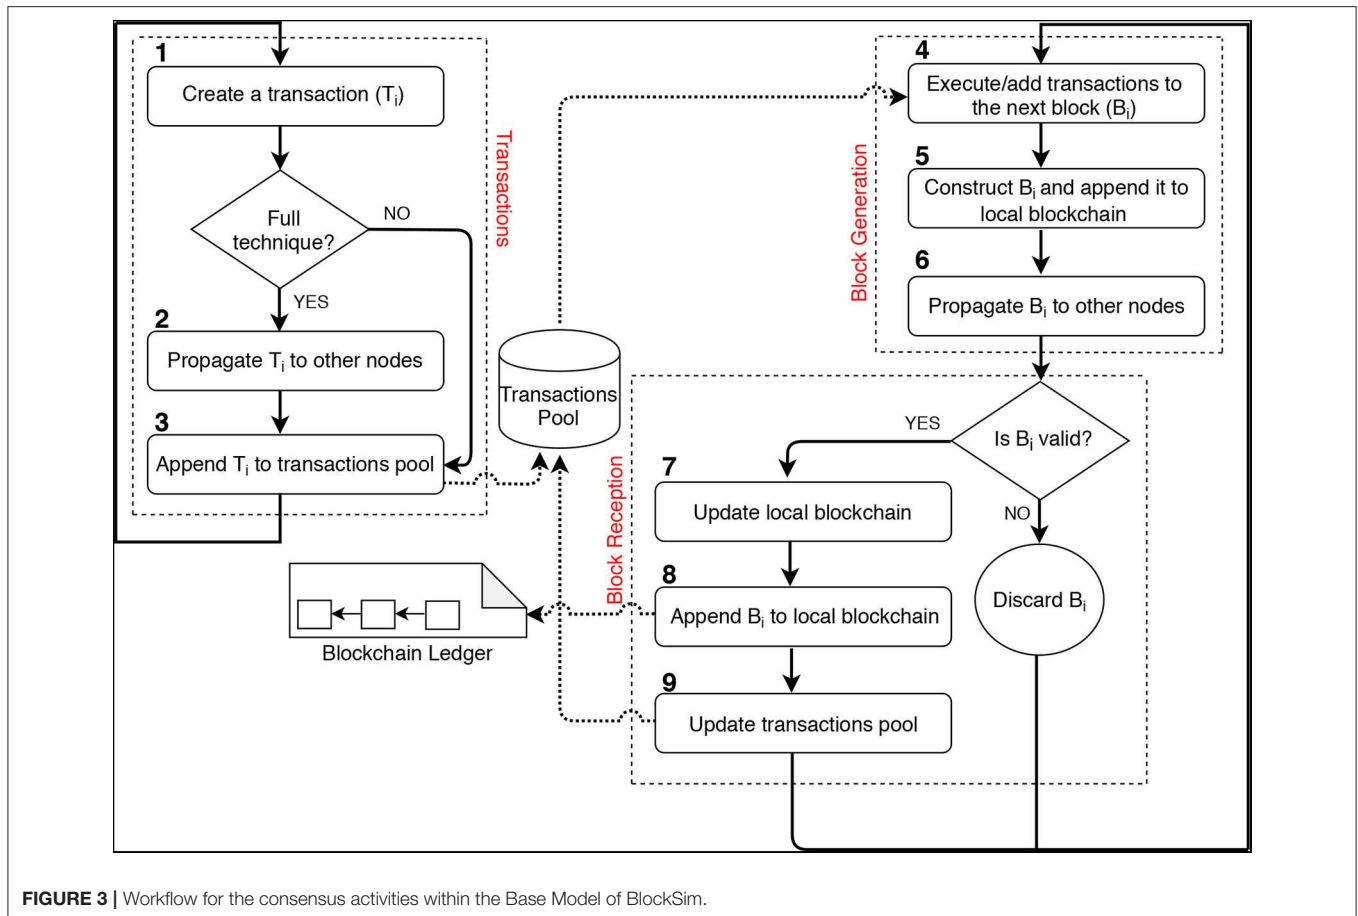 1
Create a transaction (Ti)
Full
technique?
NO
YES
2
Propagate Ti to other nodes
3
Append Ti to transactions pool
Transactions
Transactions
Pool
Blockchain Ledger
4
Execute/add transactions to
the next block (Bi)
5
Construct Bi and append it to
local blockchain
6
Propagate Bi to other nodes
Block Generation
Is Bi valid?
YES
NO
7
Update local blockchain
8
Append Bi to local blockchain
9
Update transactions pool
Discard Bi
Block Reception
FIGURE 3 | Workflow for the consensus activities within the Base Model of BlockSim.